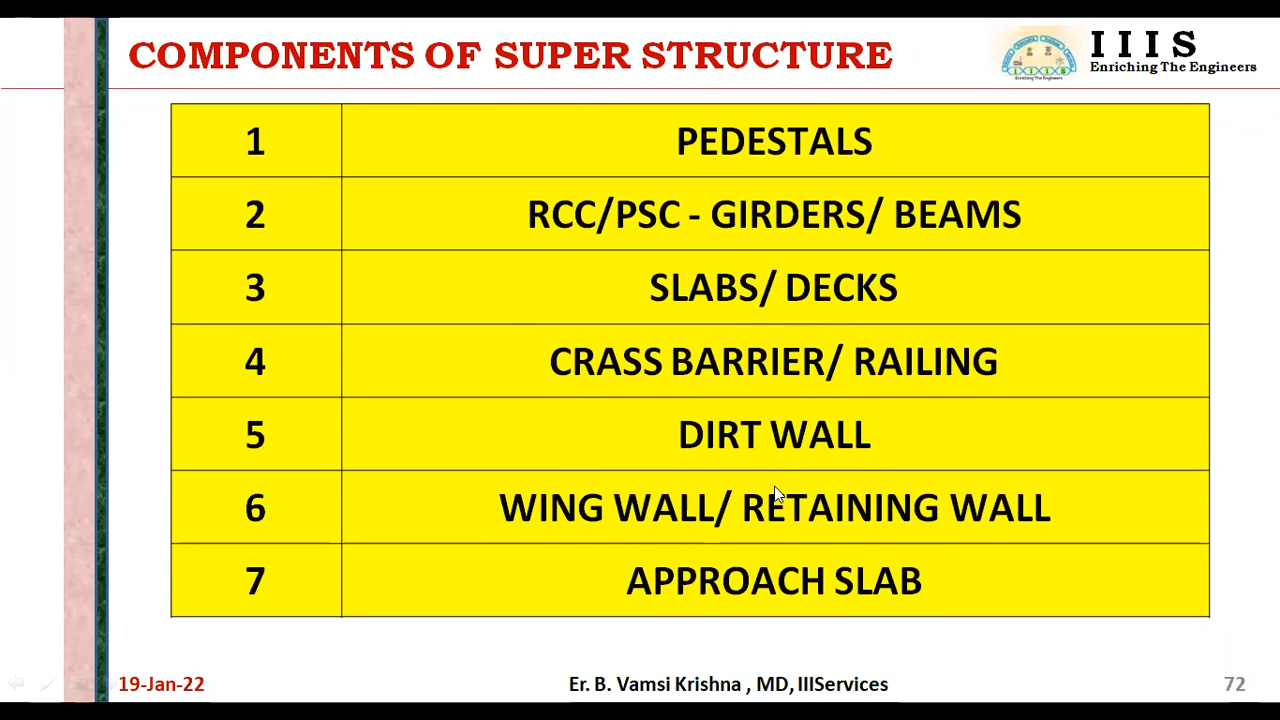 COMPONENTS OF SUPER STRUCTURE
I I I S
Enriching The Engineers
1 PEDESTALS
2 RCC/PSC - GIRDERS/ BEAMS
3 SLABS/ DECKS
4 CRASS BARRIER/ RAILING
5 DIRT WALL
6 WING WALL/ RETAINING WALL
7 APPROACH SLAB
19-Jan-22
Er. B. Vamsi Krishna , MD, IIIServices
72